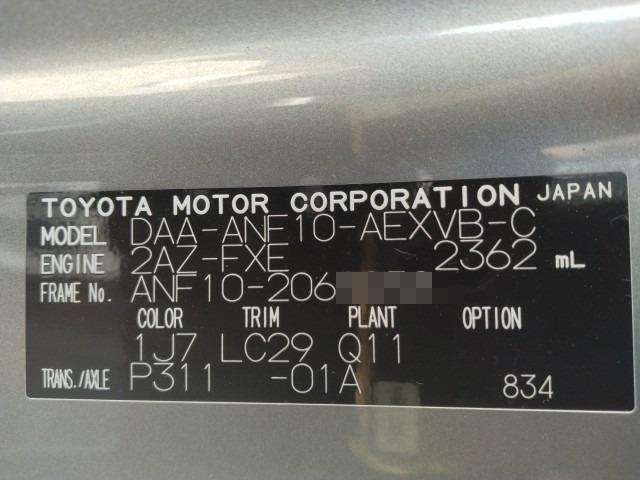 TOYOTA MOTOR CORPORATION JAPAN
MODEL DAA-ANF10-AEXVB-C
ENGINE 2AZ-FXE 2362 mL
FRAME No. ANF10-206
COLOR TRIM PLANT OPTION
1J7 LC29 Q11
TRANS./AXLE P311 -01A 834